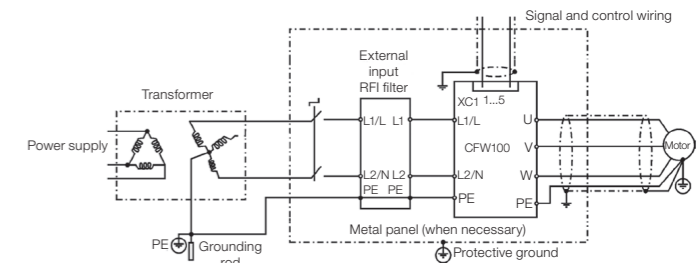 Signal and control wiring
External
input
RFI filter
Transformer
XC1 1...5
L1/L L1 L1/L U
Power supply
CFW100 V Motor
L2/N L2 L2/N W
PE PE PE PE
Metal panel (when necessary)
PE Grounding
rod
Protective ground